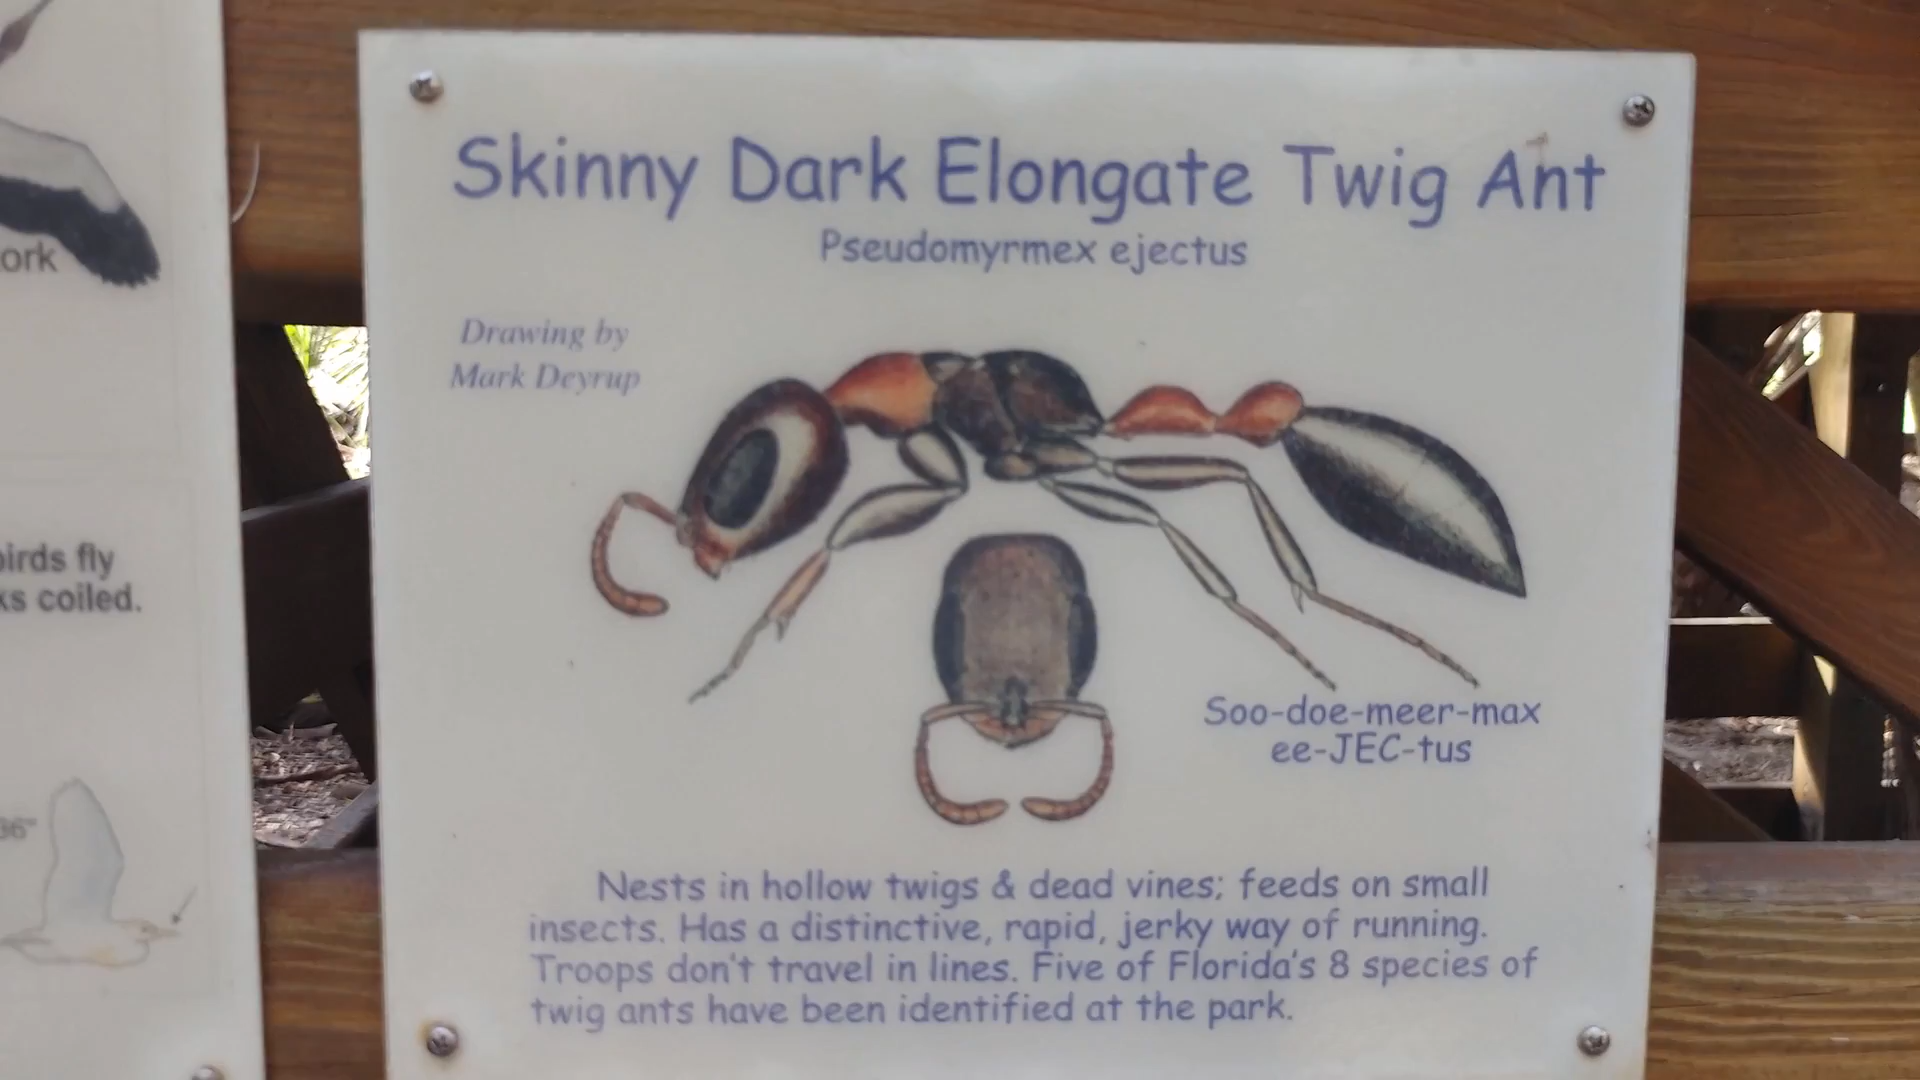 Skinny Dark Elongate Twig Ant
Pseudomyrmex ejectus
Drawing by
Mark Deyrup
Soo-doe-meer-max
ee-JEC-tus
Nests in hollow twigs & dead vines; feeds on small
insects. Has a distinctive, rapid, jerky way of running.
Troops don't travel in lines. Five of Florida's 8 species of
twig ants have been identified at the park.
ork
birds fly
ks coiled.
36"